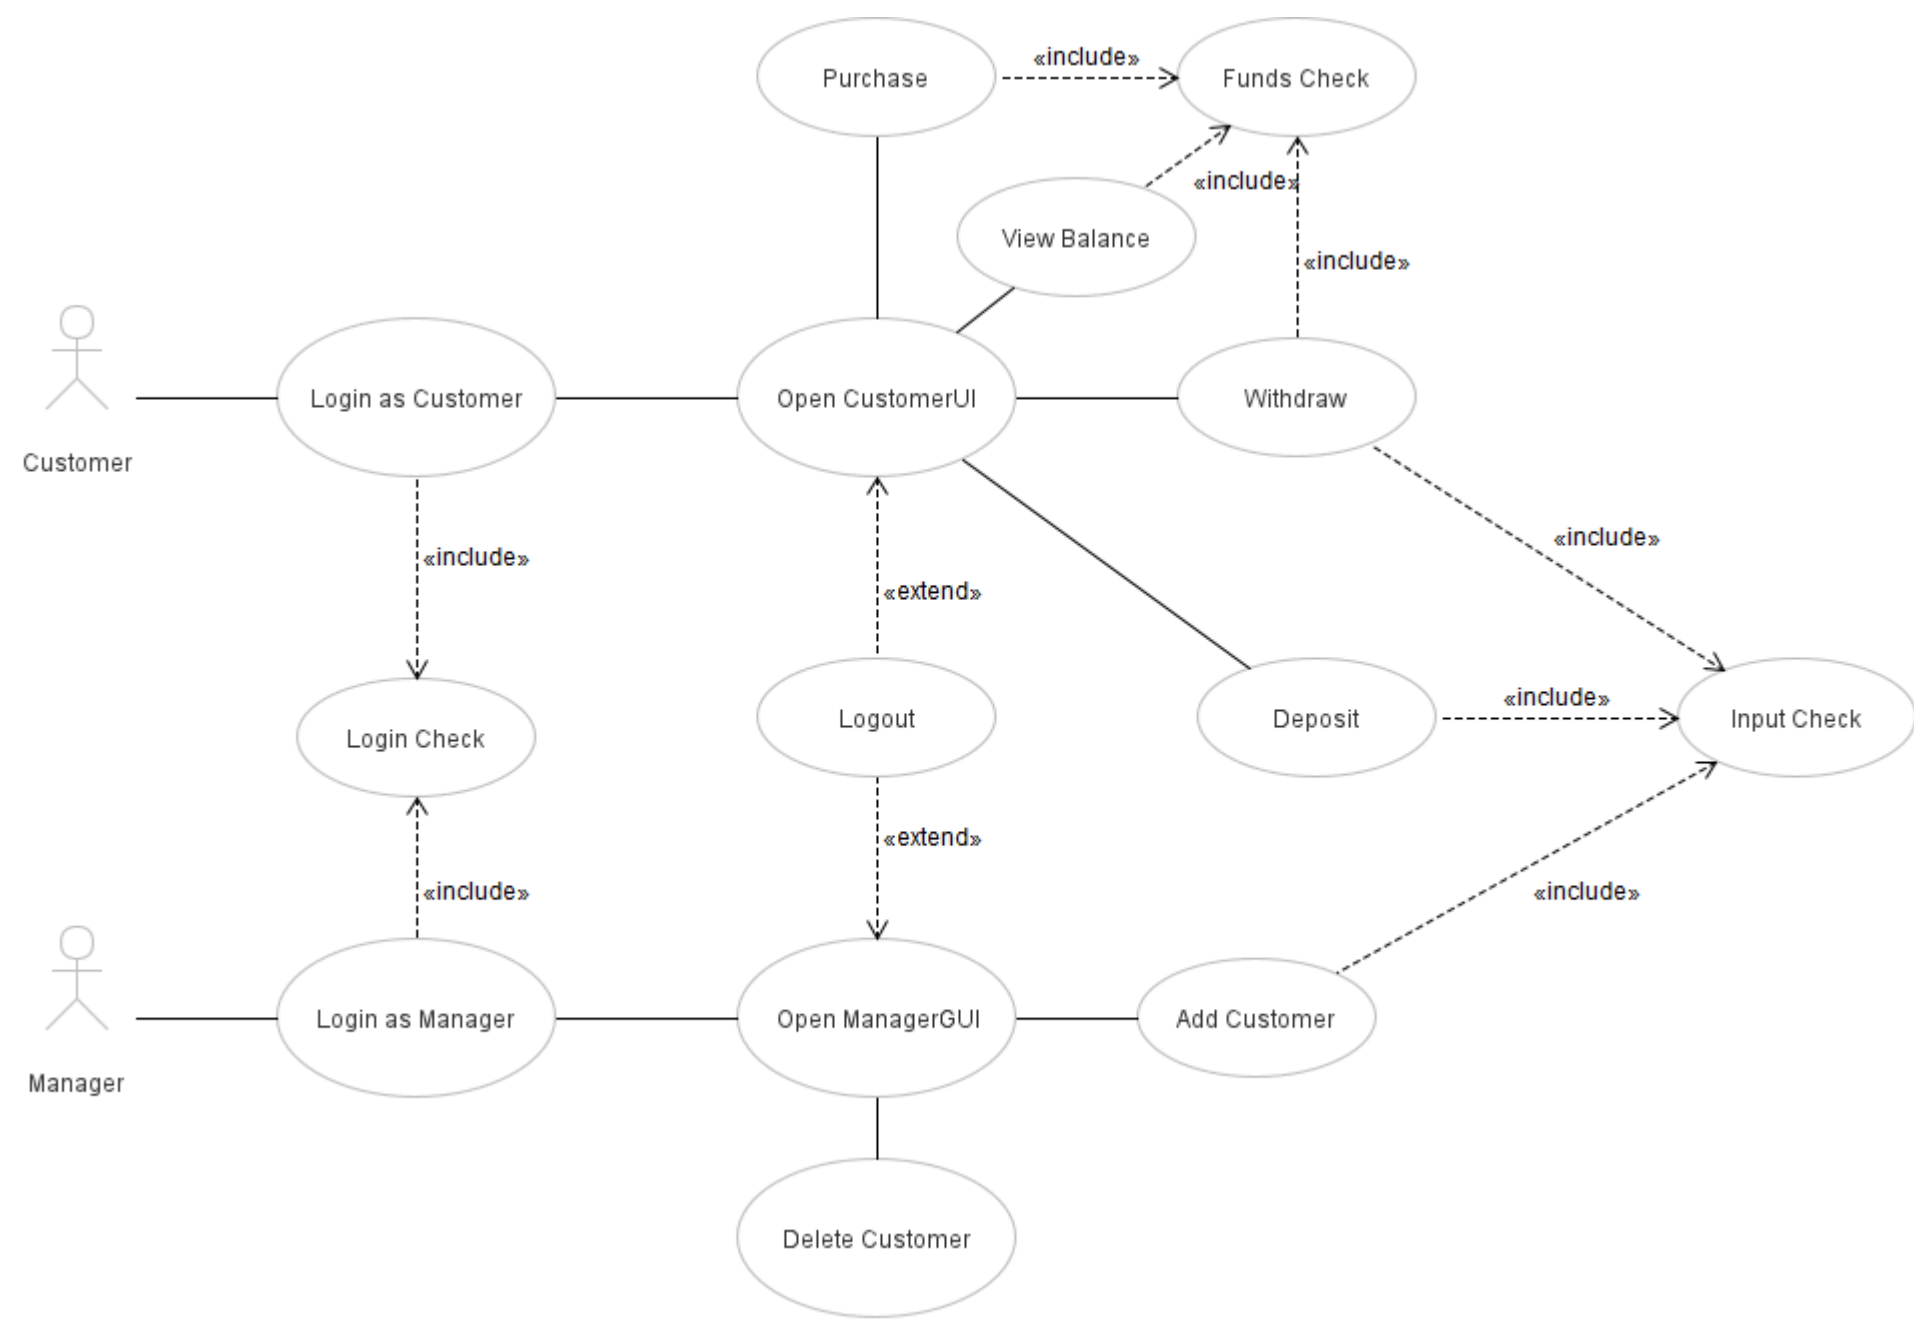 Purchase
«include»
Funds Check
«include»
View Balance
«include»
Customer
Login as Customer
Open CustomerUI
Withdraw
«include»
«include»
«extend»
Login Check
Logout
Deposit
«include»
Input Check
«include»
«extend»
«include»
Manager
Login as Manager
Open ManagerGUI
Add Customer
Delete Customer